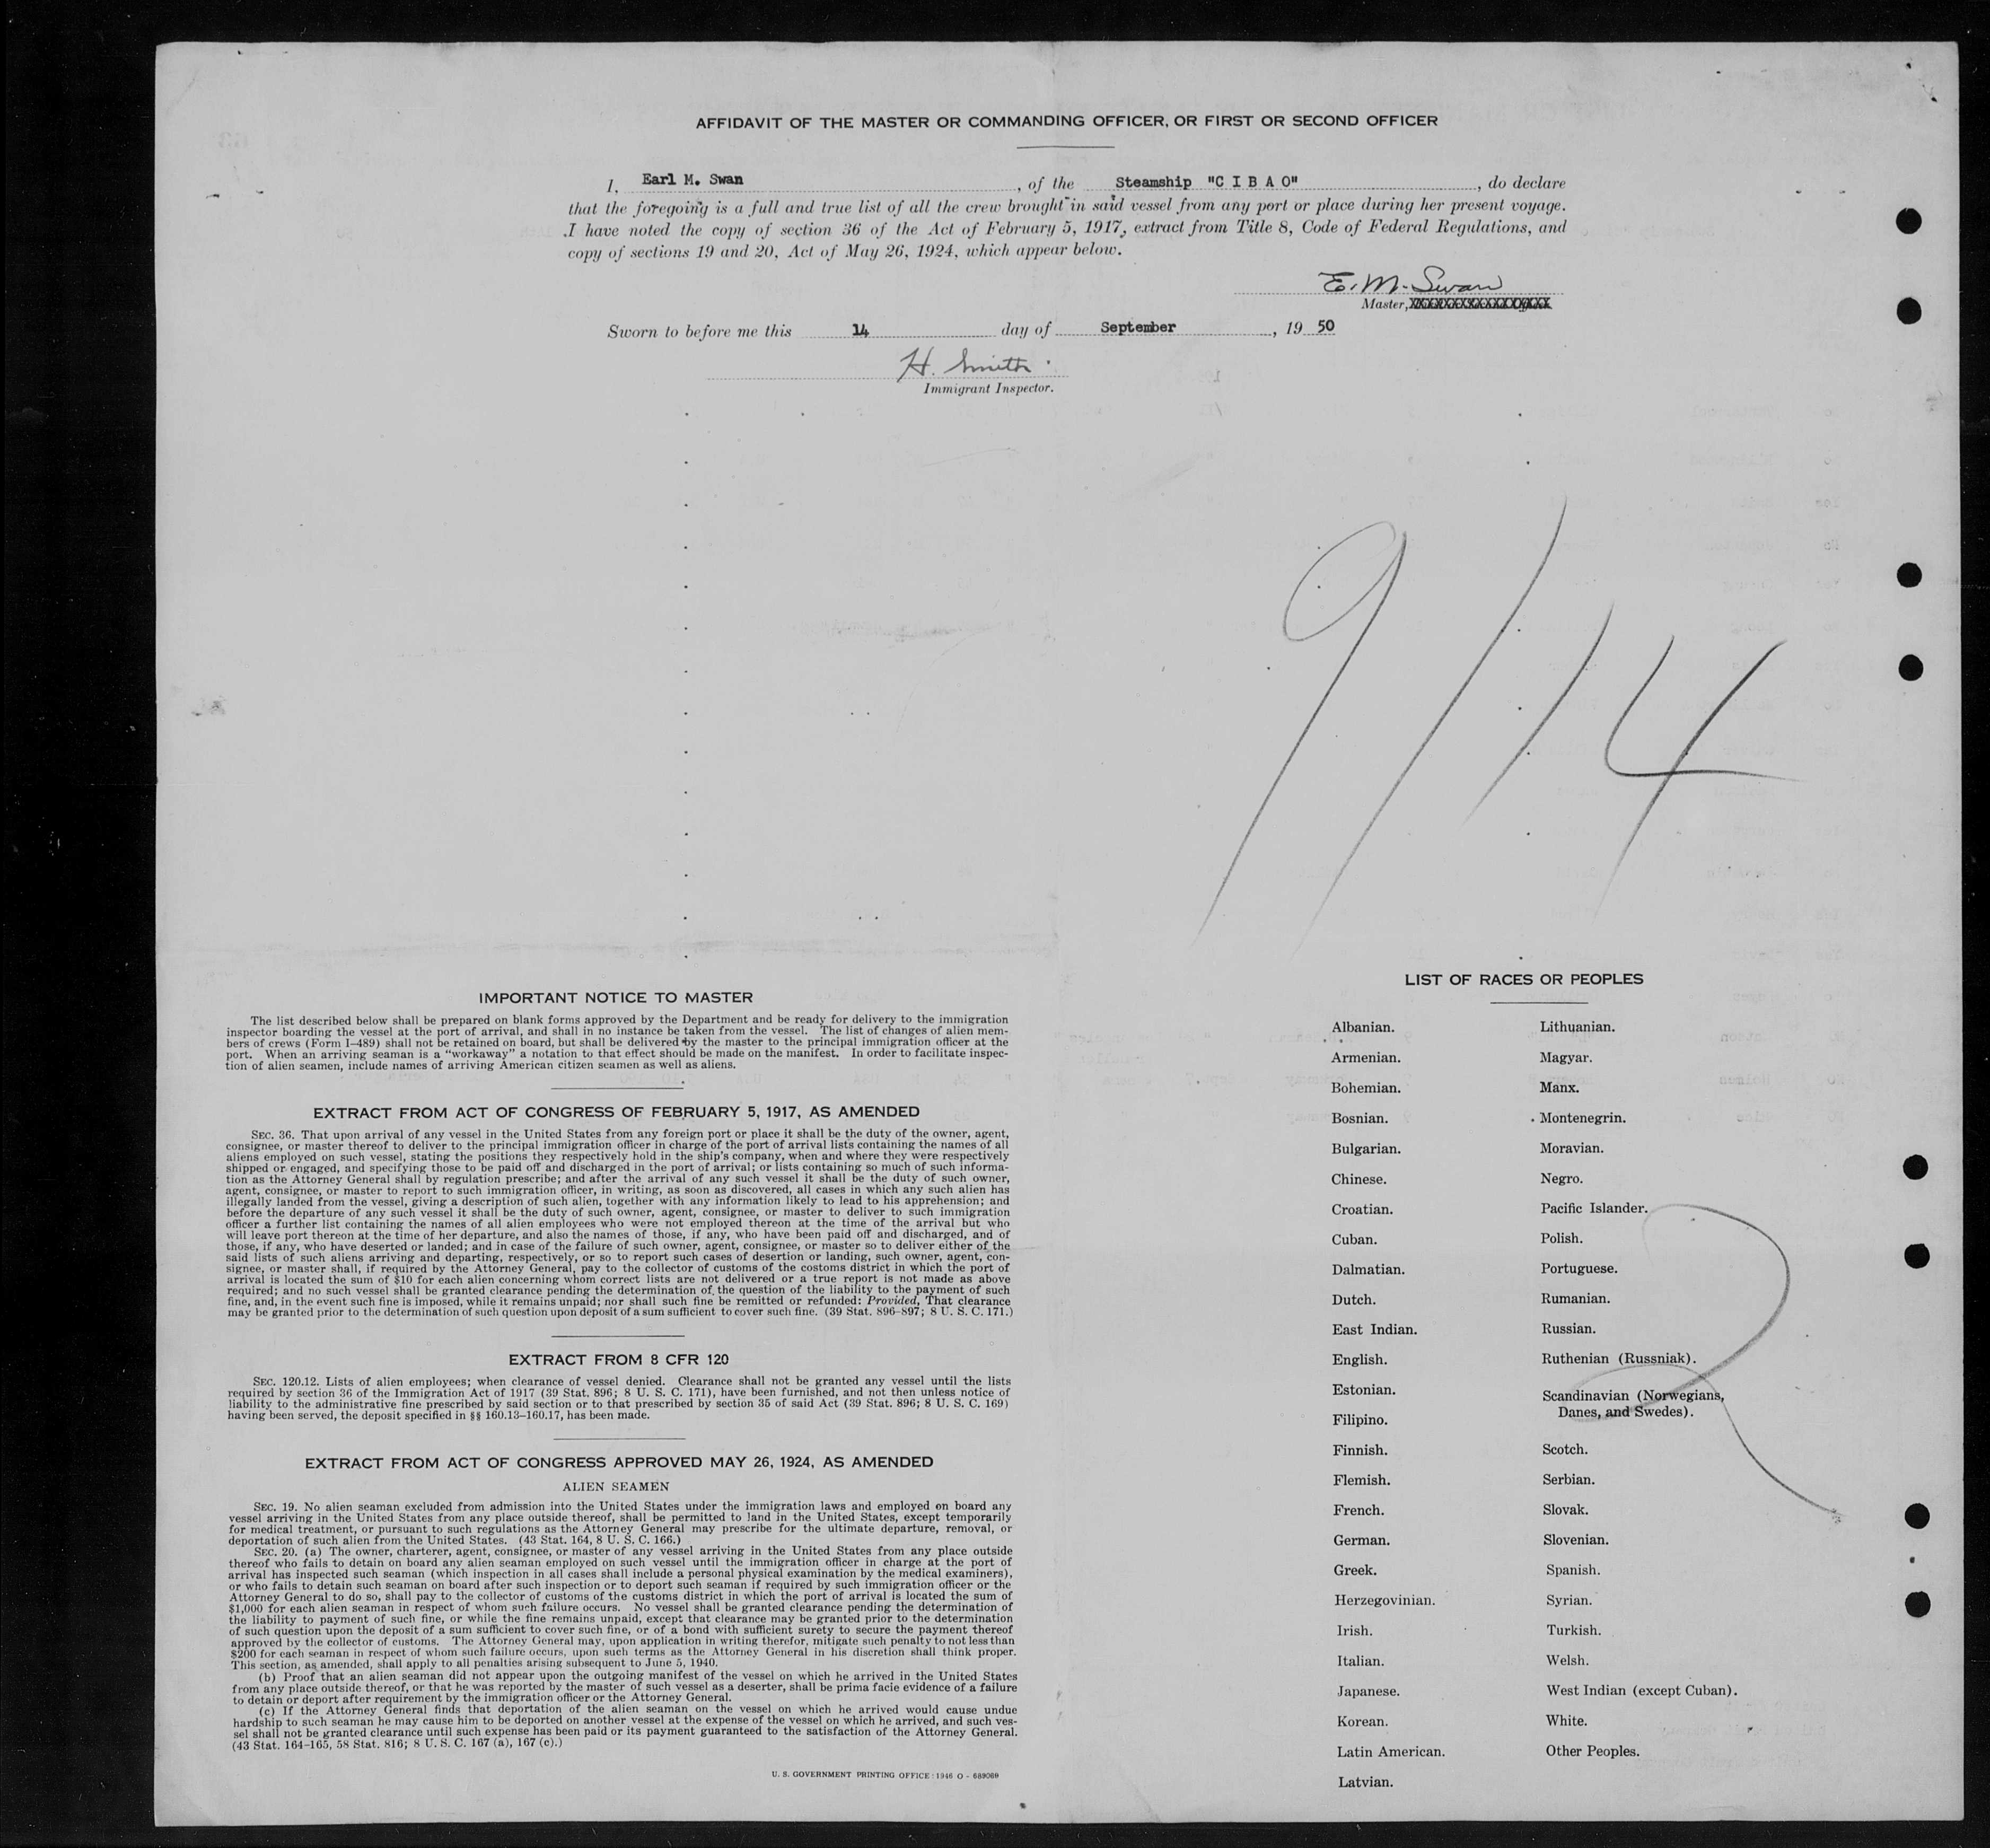 AFFIDAVIT OF THE MASTER OR COMMANDING OFFICER, OR FIRST OR SECOND OFFICER
I, Earl M. Swan, of the Steamship "C I B A O", do declare
that the foregoing is a full and true list of all the crew brought in said vessel from any port or place during her present voyage.
I have noted the copy of section 36 of the Act of February 5, 1917, extract from Title 8, Code of Federal Regulations, and
copy of sections 19 and 20, Act of May 26, 1924, which appear below.
E. M. Swan
Master,
Sworn to before me this 14 day of September, 19 50
H. Smith
Immigrant Inspector.
9/14
IMPORTANT NOTICE TO MASTER
The list described below shall be prepared on blank forms approved by the Department and be ready for delivery to the immigration
inspector boarding the vessel at the port of arrival, and shall in no instance be taken from the vessel. The list of changes of alien mem-
bers of crews (Form I-489) shall not be retained on board, but shall be delivered by the master to the principal immigration officer at the
port. When an arriving seaman is a "workaway" a notation to that effect should be made on the manifest. In order to facilitate inspec-
tion of alien seamen, include names of arriving American citizen seamen as well as aliens.
EXTRACT FROM ACT OF CONGRESS OF FEBRUARY 5, 1917, AS AMENDED
SEC. 36. That upon arrival of any vessel in the United States from any foreign port or place it shall be the duty of the owner, agent,
consignee, or master thereof to deliver to the principal immigration officer in charge of the port of arrival lists containing the names of all
aliens employed on such vessel, stating the positions they respectively hold in the ship's company, when and where they were respectively
shipped or engaged, and specifying those to be paid off and discharged in the port of arrival; or lists containing so much of such informa-
tion as the Attorney General shall by regulation prescribe; and after the arrival of any such vessel it shall be the duty of such owner,
agent, consignee, or master to report to such immigration officer, in writing, as soon as discovered, all cases in which any such alien has
illegally landed from the vessel, giving a description of such alien, together with any information likely to lead to his apprehension; and
before the departure of any such vessel it shall be the duty of such owner, agent, consignee, or master to deliver to such immigration
officer a further list containing the names of all alien employees who were not employed thereon at the time of the arrival but who
will leave port thereon at the time of her departure, and also the names of those, if any, who have been paid off and discharged, and of
those, if any, who have deserted or landed; and in case of the failure of such owner, agent, consignee, or master so to deliver either of the
said lists of such aliens arriving and departing, respectively, or so to report such cases of desertion or landing, such owner, agent, con-
signee, or master shall, if required by the Attorney General, pay to the collector of customs of the costoms district in which the port of
arrival is located the sum of $10 for each alien concerning whom correct lists are not delivered or a true report is not made as above
required; and no such vessel shall be granted clearance pending the determination of the question of the liability to the payment of such
fine, and, in the event such fine is imposed, while it remains unpaid; nor shall such fine be remitted or refunded: Provided, That clearance
may be granted prior to the determination of such question upon deposit of a sum sufficient to cover such fine. (39 Stat. 896-897; 8 U. S. C. 171.)
EXTRACT FROM 8 CFR 120
SEC. 120.12. Lists of alien employees; when clearance of vessel denied. Clearance shall not be granted any vessel until the lists
required by section 36 of the Immigration Act of 1917 (39 Stat. 896; 8 U. S. C. 171), have been furnished, and not then unless notice of
liability to the administrative fine prescribed by said section or to that prescribed by section 35 of said Act (39 Stat. 896; 8 U. S. C. 169)
having been served, the deposit specified in §§ 160.13-160.17, has been made.
EXTRACT FROM ACT OF CONGRESS APPROVED MAY 26, 1924, AS AMENDED
ALIEN SEAMEN
SEC. 19. No alien seaman excluded from admission into the United States under the immigration laws and employed on board any
vessel arriving in the United States from any place outside thereof, shall be permitted to land in the United States, except temporarily
for medical treatment, or pursuant to such regulations as the Attorney General may prescribe for the ultimate departure, removal, or
deportation of such alien from the United States. (43 Stat. 164, 8 U. S. C. 166.)
SEC. 20. (a) The owner, charterer, agent, consignee, or master of any vessel arriving in the United States from any place outside
thereof who fails to detain on board any alien seaman employed on such vessel until the immigration officer in charge at the port of
arrival has inspected such seaman (which inspection in all cases shall include a personal physical examination by the medical examiners),
or who fails to detain such seaman on board after such inspection or to deport such seaman if required by such immigration officer or the
Attorney General to do so, shall pay to the collector of customs of the customs district in which the port of arrival is located the sum of
$1,000 for each alien seaman in respect of whom such failure occurs. No vessel shall be granted clearance pending the determination of
the liability to payment of such fine, or while the fine remains unpaid, except that clearance may be granted prior to the determination
of such question upon the deposit of a sum sufficient to cover such fine, or of a bond with sufficient surety to secure the payment thereof
approved by the collector of customs. The Attorney General may, upon application in writing therefor, mitigate such penalty to not less than
$200 for each seaman in respect of whom such failure occurs, upon such terms as the Attorney General in his discretion shall think proper.
This section, as amended, shall apply to all penalties arising subsequent to June 5, 1940.
(b) Proof that an alien seaman did not appear upon the outgoing manifest of the vessel on which he arrived in the United States
from any place outside thereof, or that he was reported by the master of such vessel as a deserter, shall be prima facie evidence of a failure
to detain or deport after requirement by the immigration officer or the Attorney General.
(c) If the Attorney General finds that deportation of the alien seaman on the vessel on which he arrived would cause undue
hardship to such seaman he may cause him to be deported on another vessel at the expense of the vessel on which he arrived, and such ves-
sel shall not be granted clearance until such expense has been paid or its payment guaranteed to the satisfaction of the Attorney General.
(43 Stat. 164-165, 58 Stat. 816; 8 U. S. C. 167 (a), 167 (c).)
U. S. GOVERNMENT PRINTING OFFICE : 1946 O - 689069
LIST OF RACES OR PEOPLES
Albanian.
Armenian.
Bohemian.
Bosnian.
Bulgarian.
Chinese.
Croatian.
Cuban.
Dalmatian.
Dutch.
East Indian.
English.
Estonian.
Filipino.
Finnish.
Flemish.
French.
German.
Greek.
Herzegovinian.
Irish.
Italian.
Japanese.
Korean.
Latin American.
Latvian.
Lithuanian.
Magyar.
Manx.
Montenegrin.
Moravian.
Negro.
Pacific Islander.
Polish.
Portuguese.
Rumanian.
Russian.
Ruthenian (Russniak).
Scandinavian (Norwegians,
Danes, and Swedes).
Scotch.
Serbian.
Slovak.
Slovenian.
Spanish.
Syrian.
Turkish.
Welsh.
West Indian (except Cuban).
White.
Other Peoples.
2